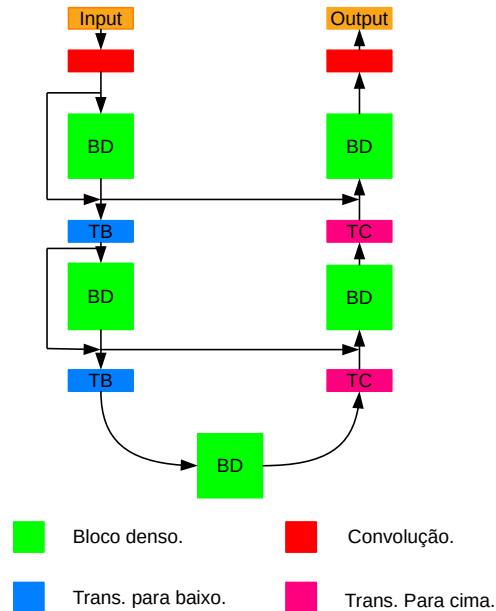 Input
Output
BD
BD
TB
TC
BD
BD
TB
TC
BD
Bloco denso.
Convolução.
Trans. para baixo.
Trans. Para cima.